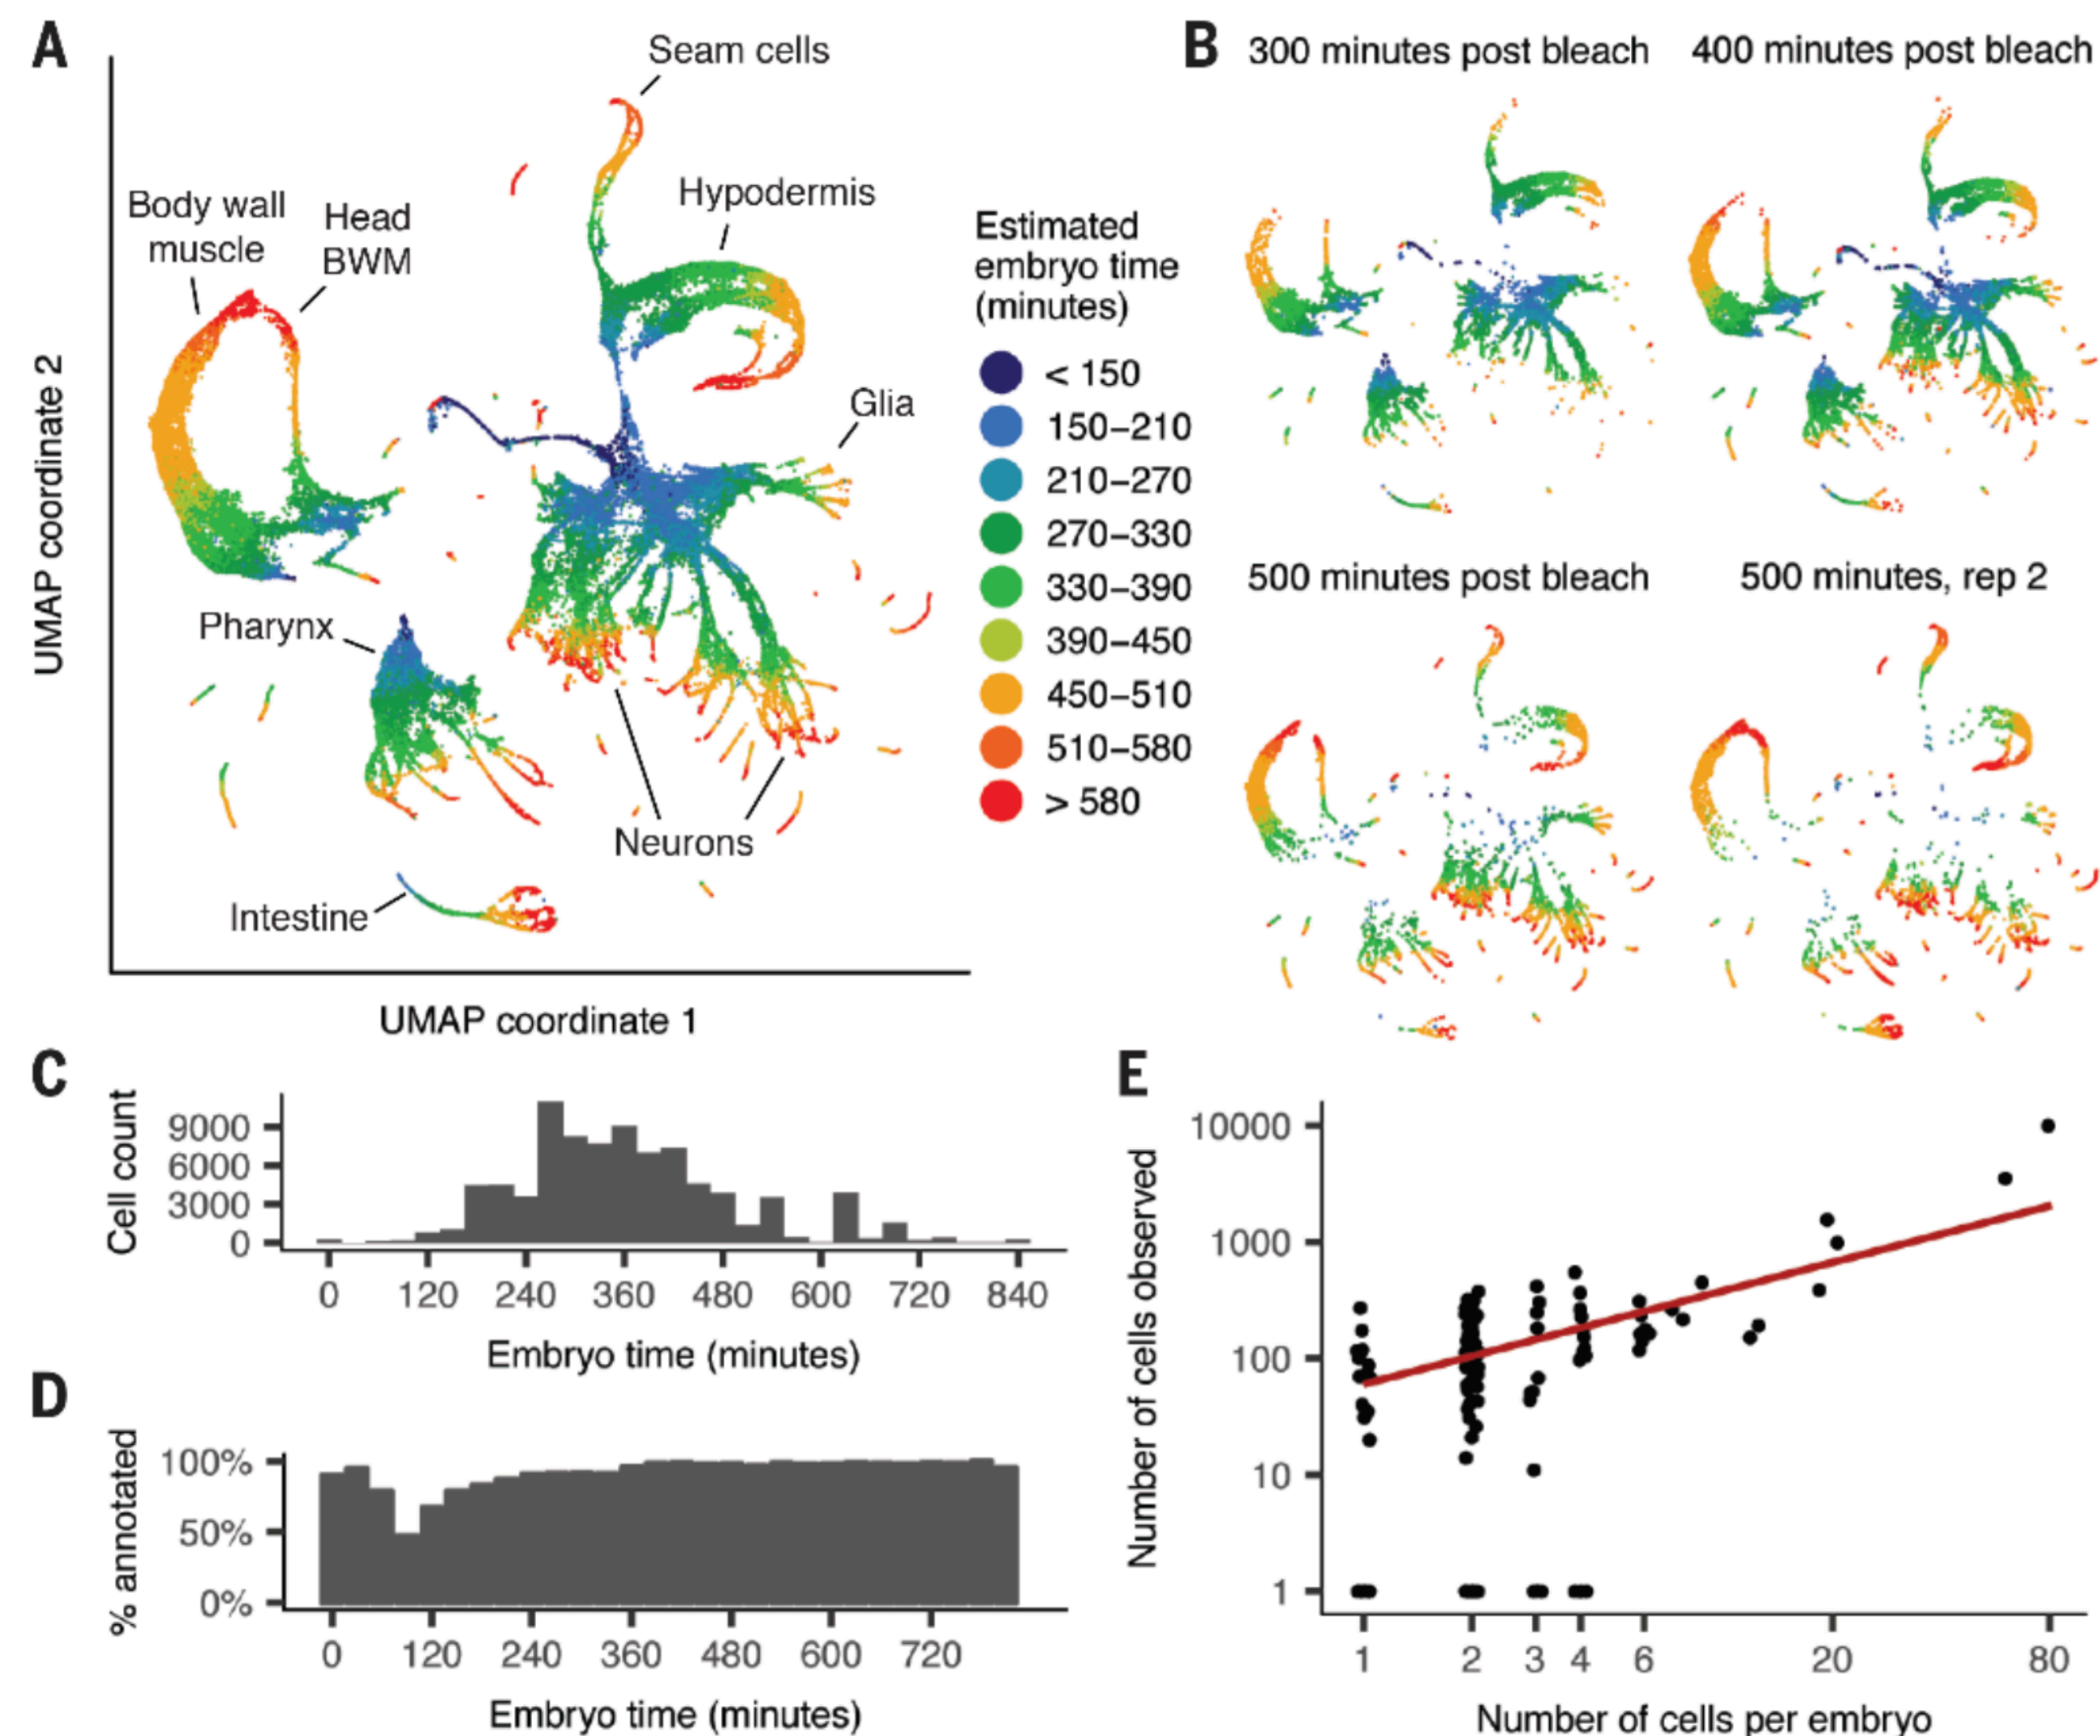 A
Seam cells
Body wall
muscle
Head
BWM
Hypodermis
Glia
Pharynx
Neurons
Intestine
UMAP coordinate 2
UMAP coordinate 1
Estimated
embryo time
(minutes)
< 150
150–210
210–270
270–330
330–390
390–450
450–510
510–580
> 580
B
300 minutes post bleach
400 minutes post bleach
500 minutes post bleach
500 minutes, rep 2
C
Cell count
9000
6000
3000
0
0 120 240 360 480 600 720 840
Embryo time (minutes)
D
% annotated
100%
50%
0%
0 120 240 360 480 600 720
Embryo time (minutes)
E
Number of cells observed
10000
1000
100
10
1
1 2 3 4 6 20 80
Number of cells per embryo